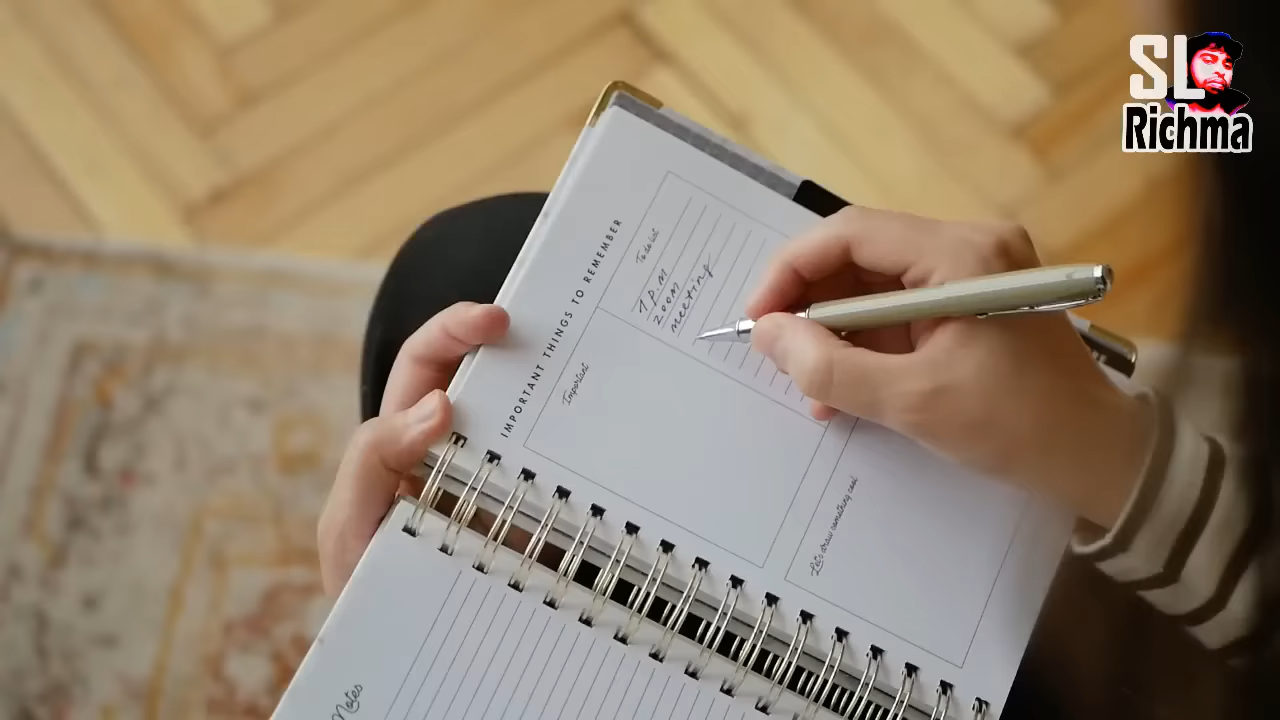 SL
Richma
IMPORTANT THINGS TO REMEMBER
To do list
1 P.M
zoom
meeting
Important
Let's draw something cool
Notes